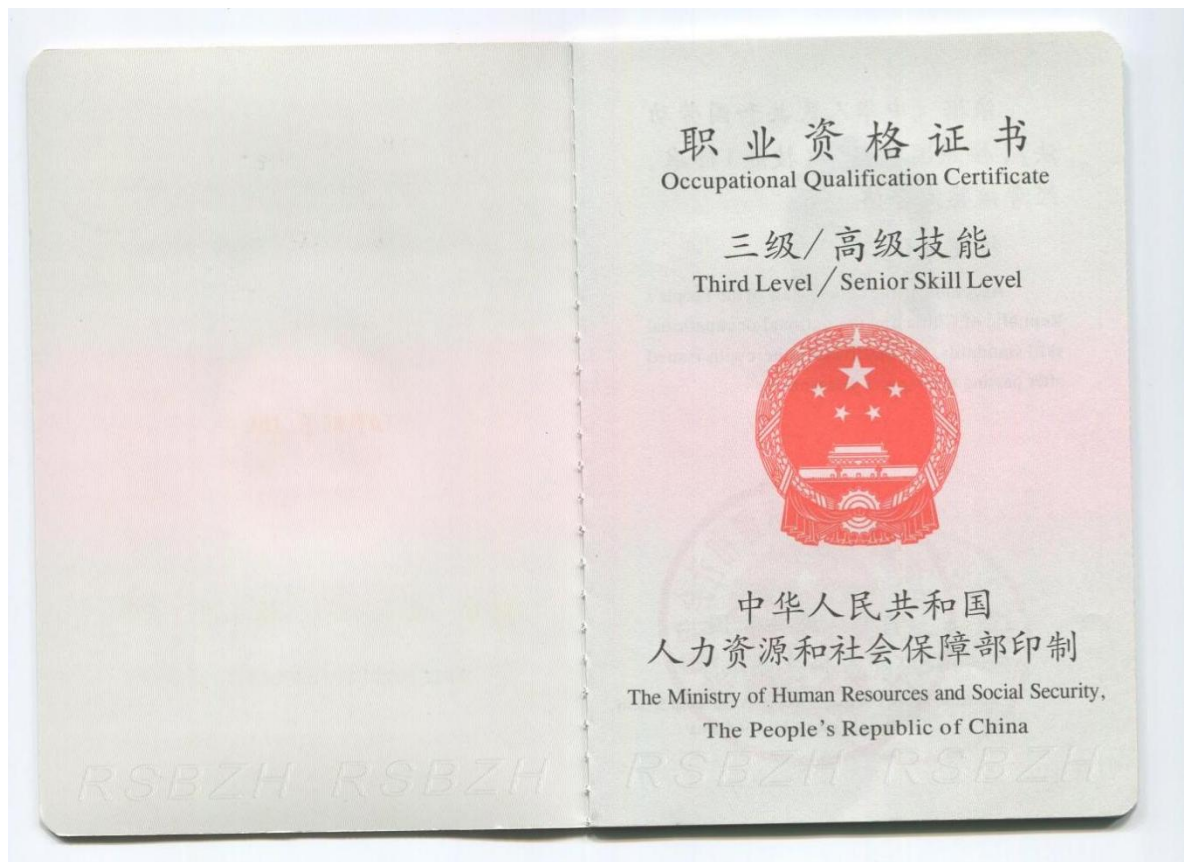 职业资格证书
Occupational Qualification Certificate
三级/高级技能
Third Level/Senior Skill Level
中华人民共和国
人力资源和社会保障部印制
The Ministry of Human Resources and Social Security,
The People's Republic of China
RSBZH RSBZH RSBZH RSBZH